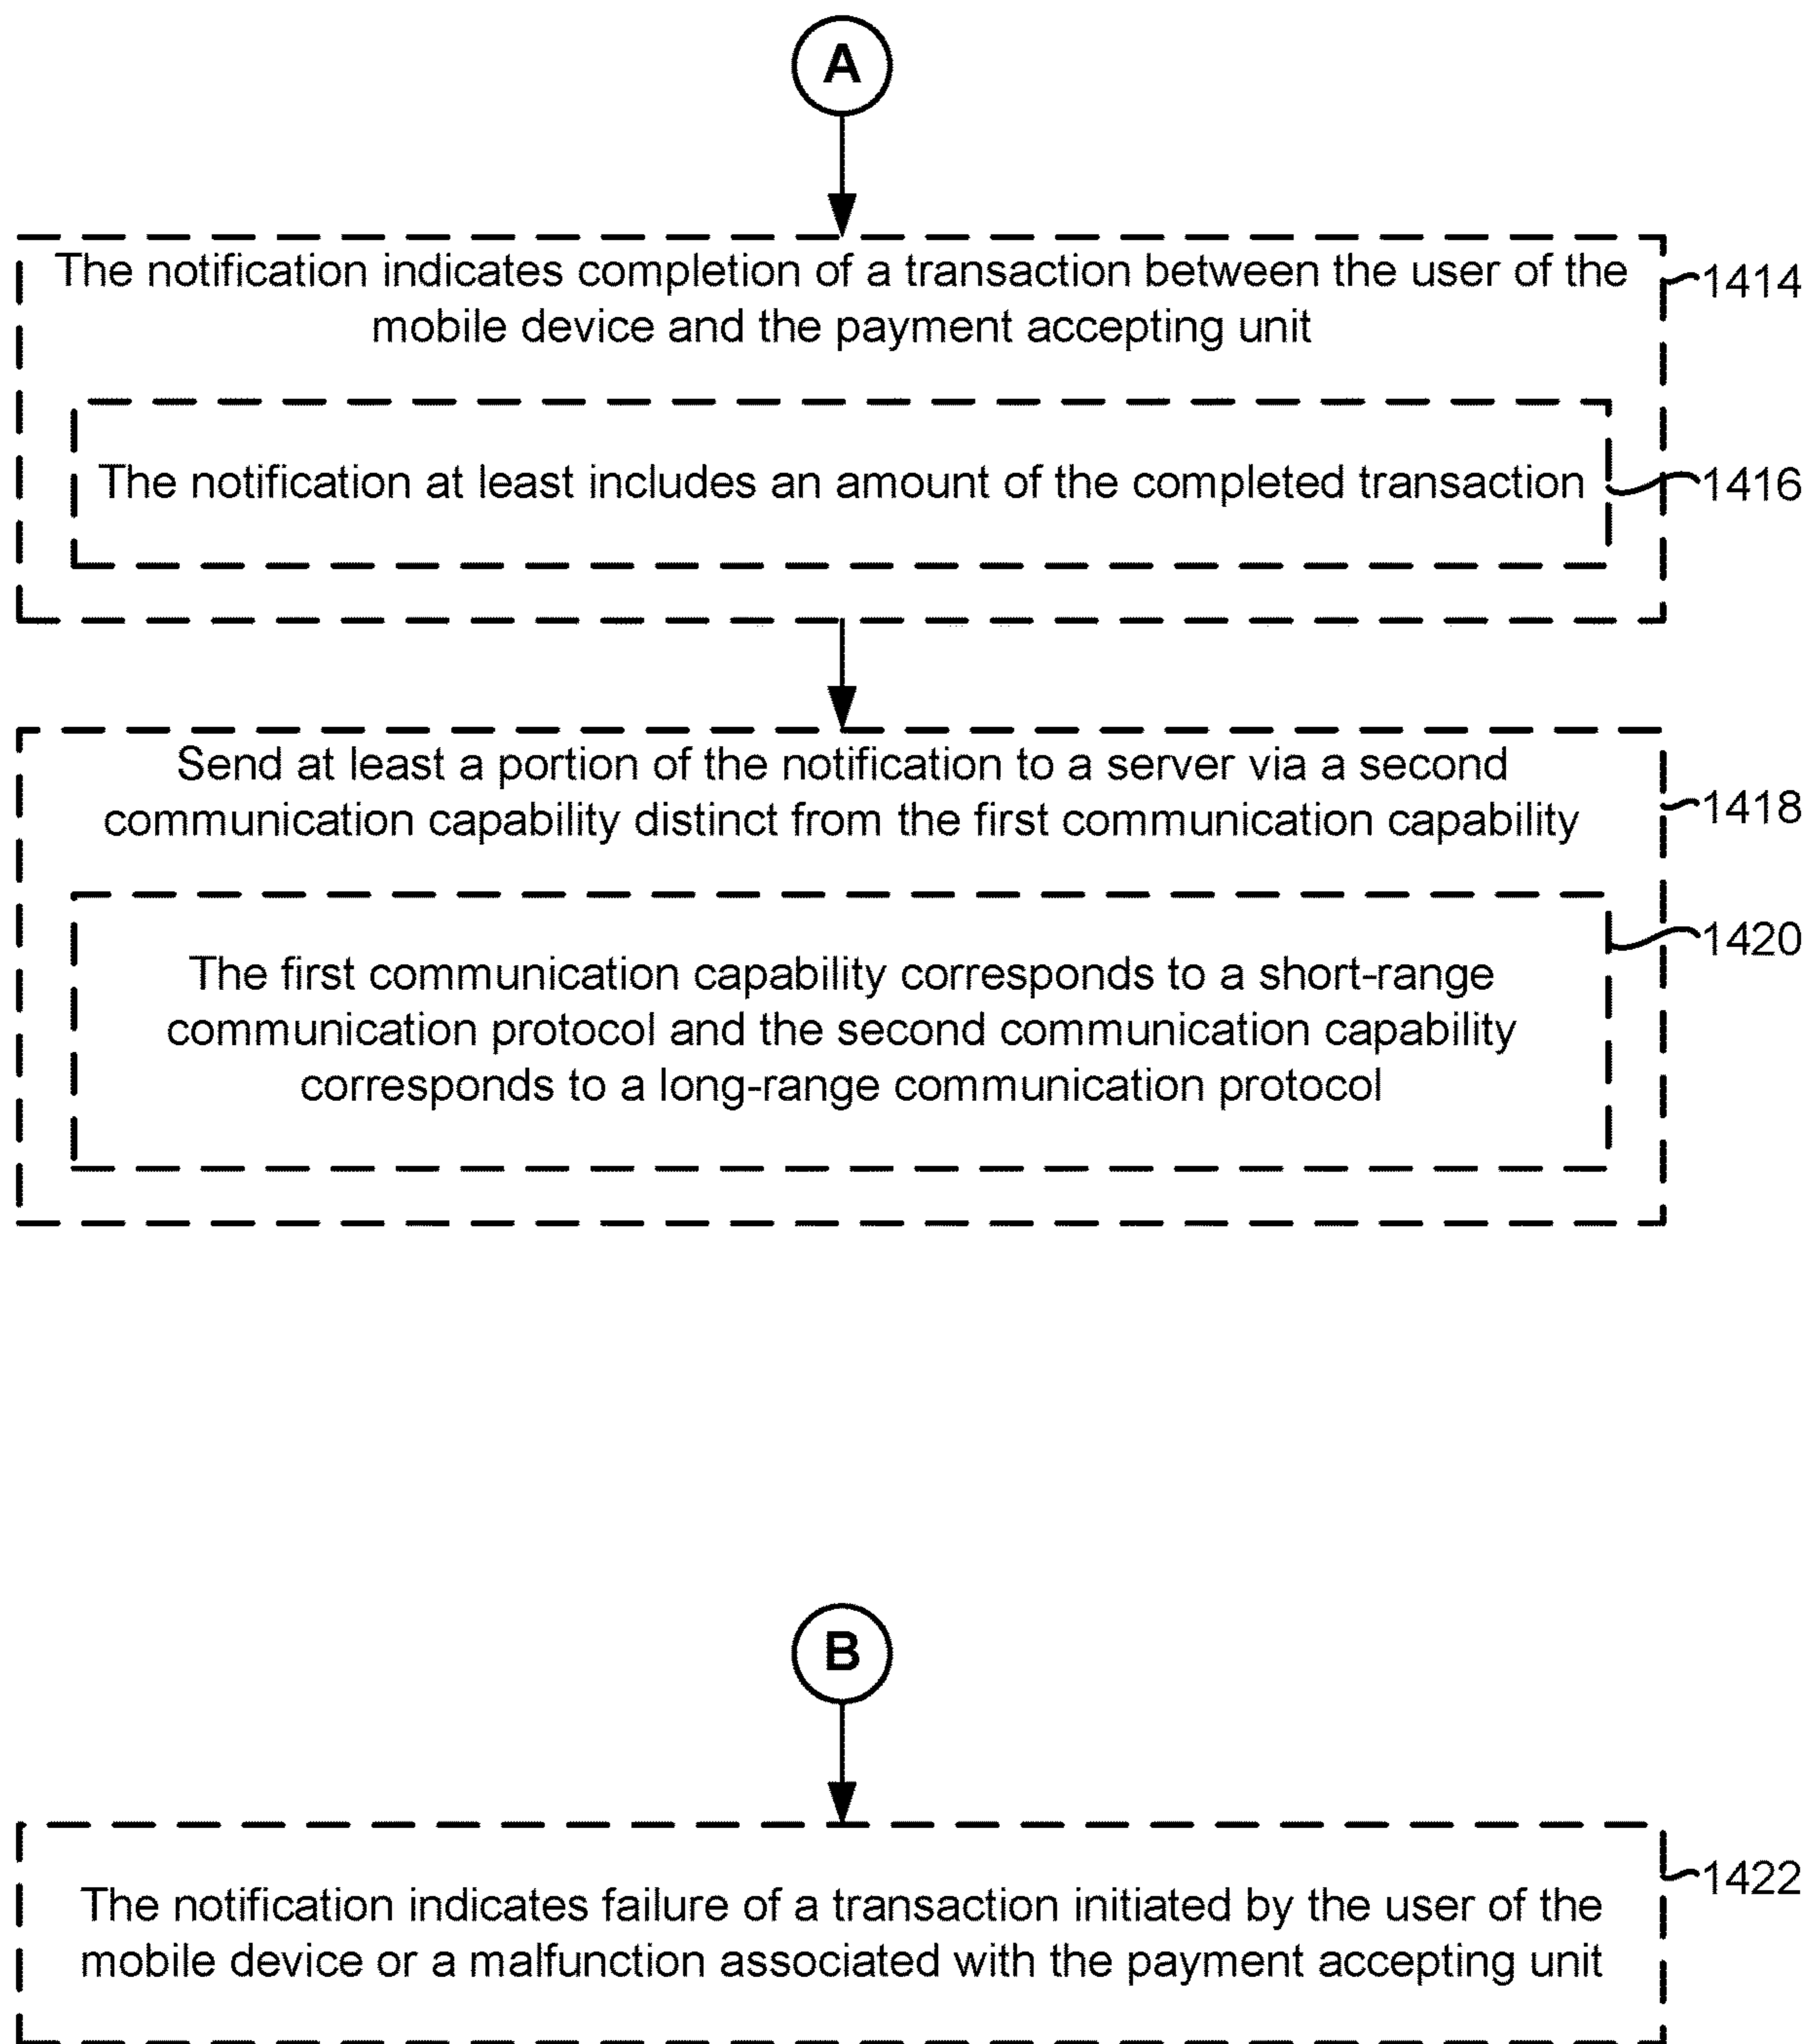 A
The notification indicates completion of a transaction between the user of the
mobile device and the payment accepting unit
1414
The notification at least includes an amount of the completed transaction
1416
Send at least a portion of the notification to a server via a second
communication capability distinct from the first communication capability
1418
The first communication capability corresponds to a short-range
communication protocol and the second communication capability
corresponds to a long-range communication protocol
1420
B
The notification indicates failure of a transaction initiated by the user of the
mobile device or a malfunction associated with the payment accepting unit
1422